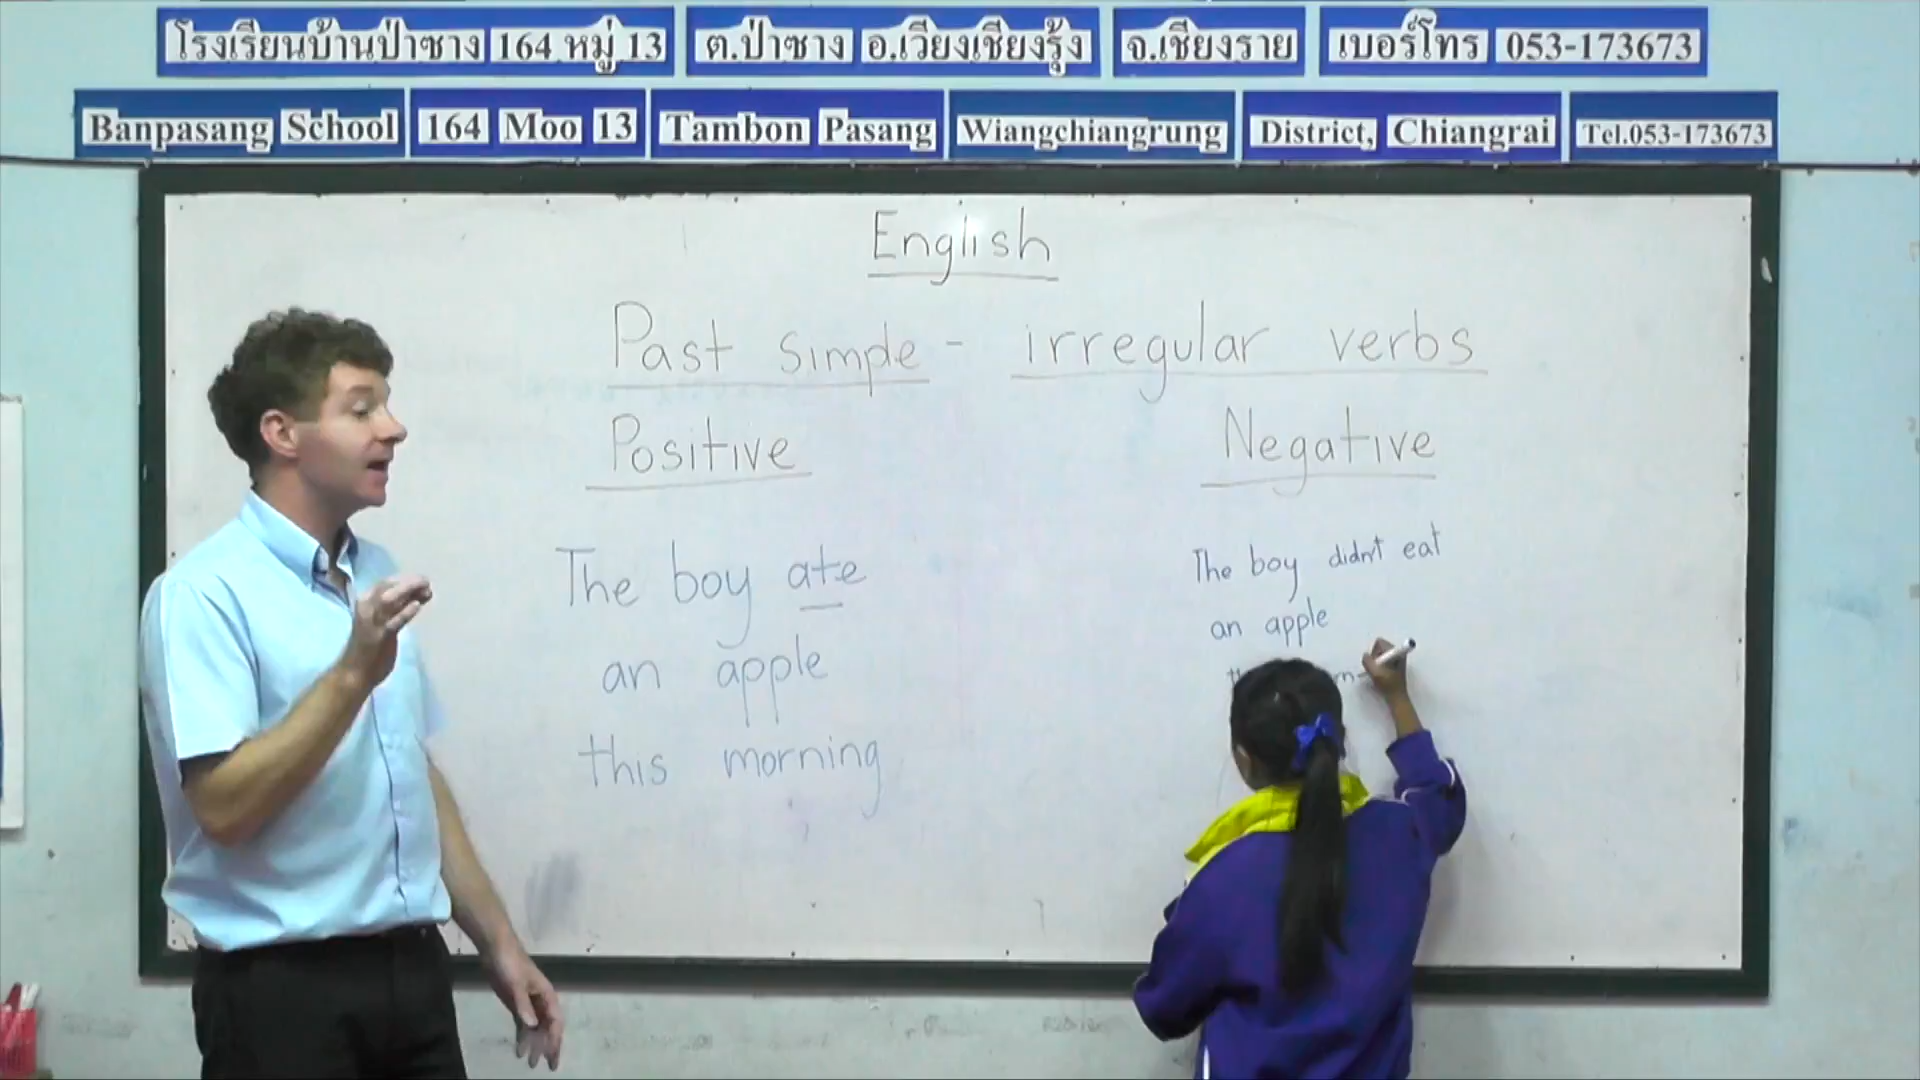 โรงเรียนบ้านป่าซาง 164 หมู่ 13 ต.ป่าซาง อ.เวียงเชียงรุ้ง จ.เชียงราย เบอร์โทร 053-173673
Banpasang School 164 Moo 13 Tambon Pasang Wiangchiangrung District, Chiangrai Tel.053-173673
English
Past simple - irregular verbs
Positive
The boy ate
an apple
this morning
Negative
The boy didn't eat
an apple